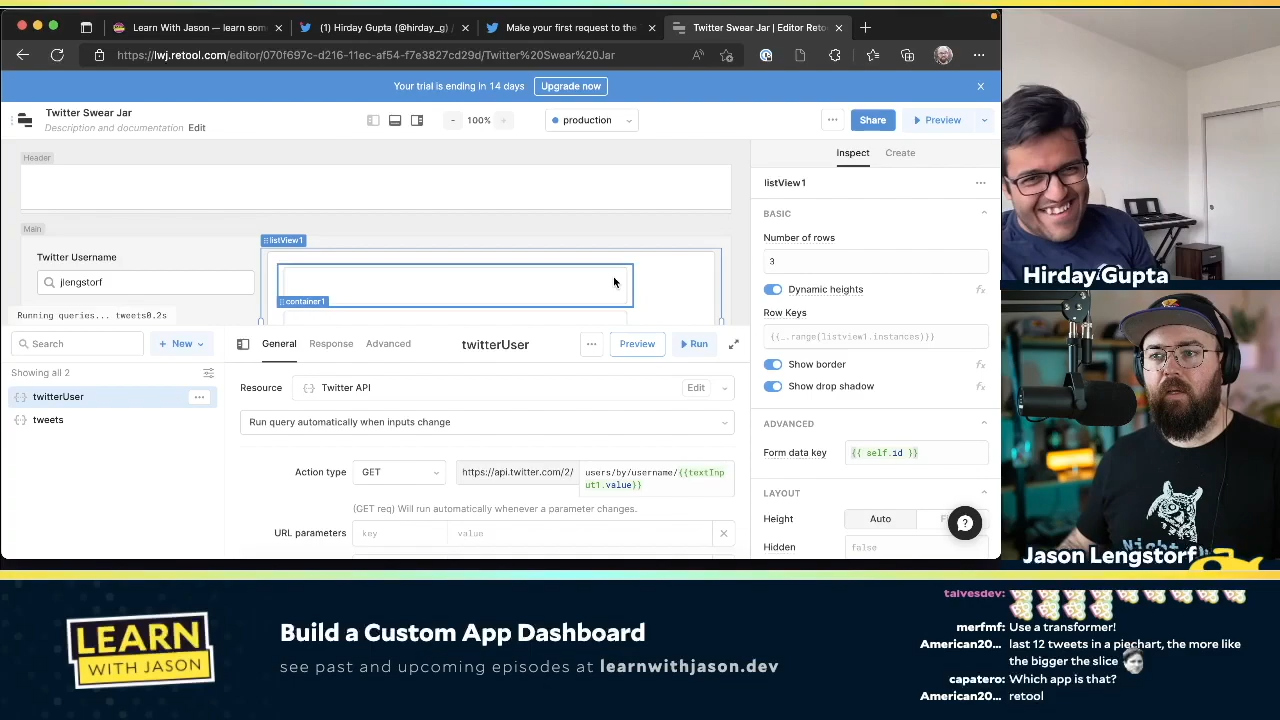 Learn With Jason — learn som
(1) Hirday Gupta (@hirday_g) /
Make your first request to the
Twitter Swear Jar | Editor Reto
https://lwj.retool.com/editor/070f697c-d216-11ec-af54-f7e3827cd29d/Twitter%20Swear%20Jar
Your trial is ending in 14 days
Upgrade now
Twitter Swear Jar
Description and documentation Edit
100%
production
Share
Preview
Inspect
Create
Header
Main
Twitter Username
jlengstorf
Running queries... tweets0.2s
listView1
container1
listView1
BASIC
Number of rows
3
Dynamic heights
Row Keys
{{_.range(listview1.instances)}}
Show border
Show drop shadow
ADVANCED
Form data key
{{ self.id }}
LAYOUT
Height
Auto
Hidden
false
Search
+ New
Showing all 2
twitterUser
tweets
General
Response
Advanced
twitterUser
Preview
Run
Resource
Twitter API
Edit
Run query automatically when inputs change
Action type
GET
https://api.twitter.com/2/
users/by/username/{{textInp
ut1.value}}
(GET req) Will run automatically whenever a parameter changes.
URL parameters
key
value
Hirday Gupta
Jason Lengstorf
LEARN
WITH JASON
Build a Custom App Dashboard
see past and upcoming episodes at learnwithjason.dev
talvesdev:
merfmf: Use a transformer!
American20... last 12 tweets in a piechart, the more like
the bigger the slice
capatero: Which app is that?
American20... retool